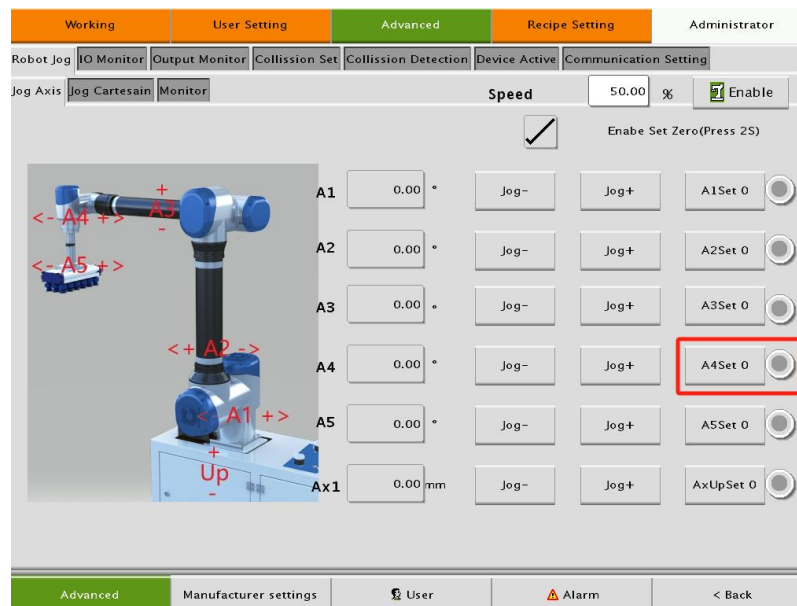 Working User Setting Advanced Recipe Setting Administrator
Robot Jog IO Monitor Output Monitor Collission Set Collission Detection Device Active Communication Setting
Jog Axis Jog Cartesain Monitor Speed 50.00 % Enable
Enabe Set Zero(Press 2S)
A1 0.00 ° Jog- Jog+ A1Set 0
A2 0.00 ° Jog- Jog+ A2Set 0
A3 0.00 ° Jog- Jog+ A3Set 0
A4 0.00 ° Jog- Jog+ A4Set 0
A5 0.00 ° Jog- Jog+ A5Set 0
Ax1 0.00 mm Jog- Jog+ AxUpSet 0
+
A3
-
<- A4 +>
<- A5 +>
<+ A2 ->
<- A1 +>
+
Up
-
Advanced Manufacturer settings User Alarm < Back